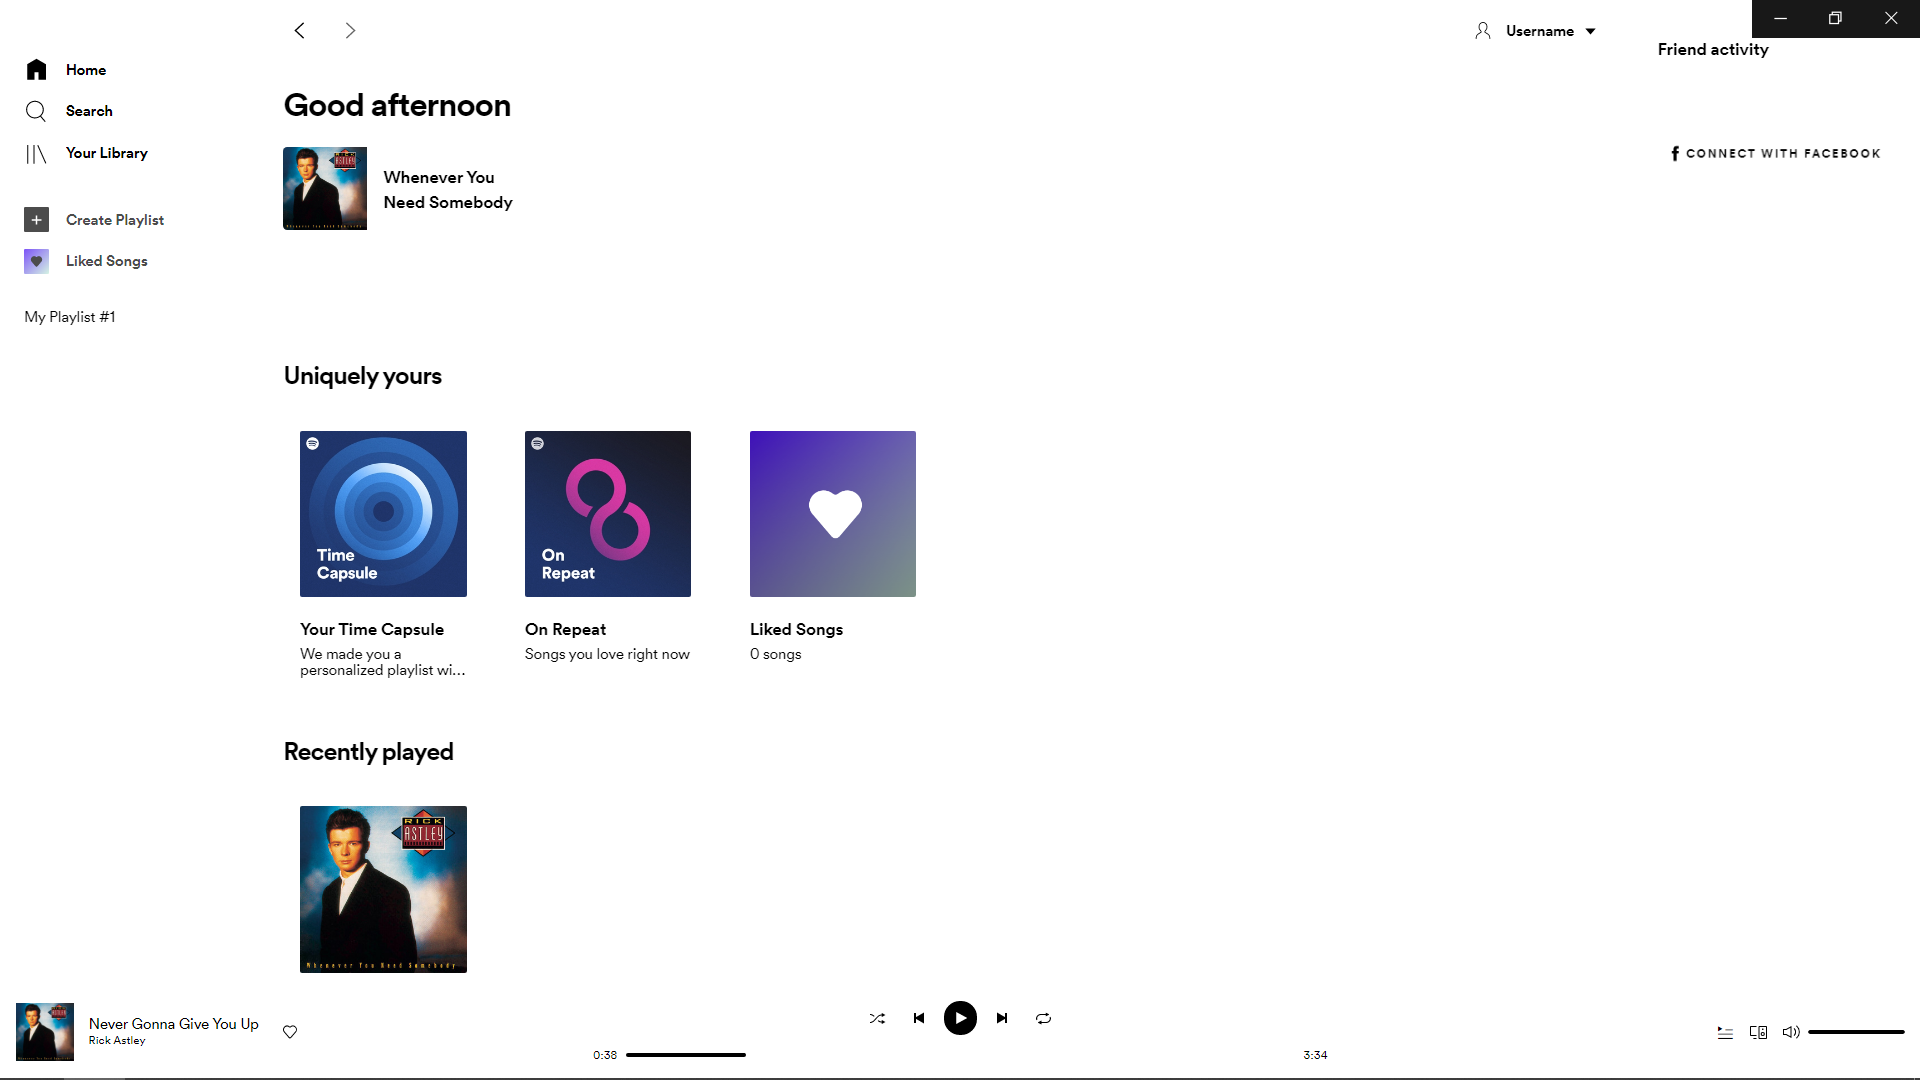 Username
Friend activity
Home
Search
Your Library
Create Playlist
Liked Songs
My Playlist #1
Good afternoon
RICK
ASTLEY
Whenever You
Need Somebody
CONNECT WITH FACEBOOK
Uniquely yours
Time
Capsule
On
Repeat
Your Time Capsule
We made you a
personalized playlist wi...
On Repeat
Songs you love right now
Liked Songs
0 songs
Recently played
RICK
ASTLEY
Whenever You Need Somebody
Never Gonna Give You Up
Rick Astley
0:38
3:34